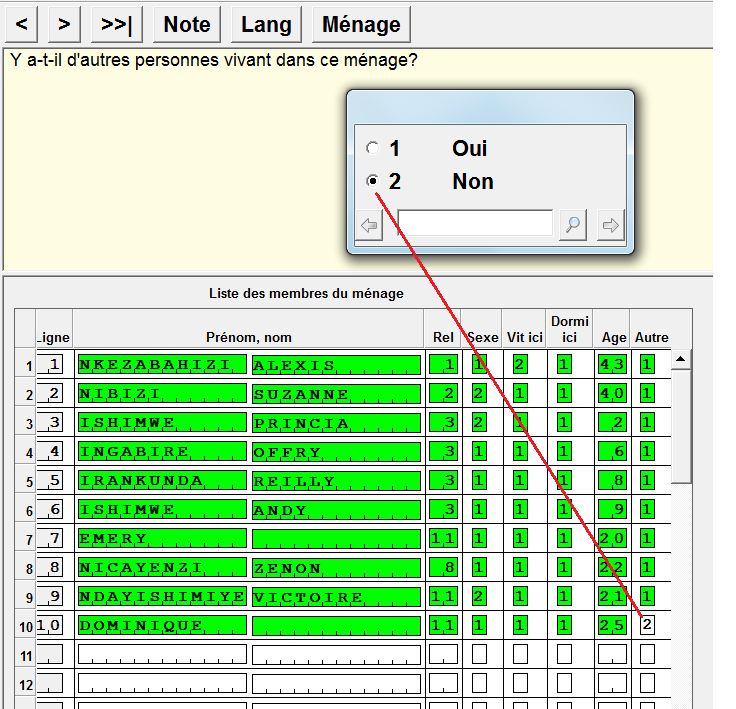 < > >>| Note Lang Ménage
Y a-t-il d'autres personnes vivant dans ce ménage?
1 Oui
2 Non
Liste des membres du ménage
Dormi
.igne Prénom, nom Rel Sexe Vit ici ici Age Autre
1 1 NKEZABAHIZI ALEXIS 1 1 2 1 43 1
2 2 NIBIZI SUZANNE 2 2 1 1 40 1
3 3 ISHIMWE PRINCIA 3 2 1 1 2 1
4 4 INGABIRE OFFRY 3 1 1 1 6 1
5 5 IRANKUNDA REILLY 3 1 1 1 8 1
6 6 ISHIMWE ANDY 3 1 1 1 9 1
7 7 EMERY 11 1 1 1 20 1
8 8 NICAYENZI ZENON 8 1 1 1 22 1
9 9 NDAYISHIMIYE VICTOIRE 11 2 1 1 21 1
10 10 DOMINIQUE 11 1 1 1 25 2
11
12